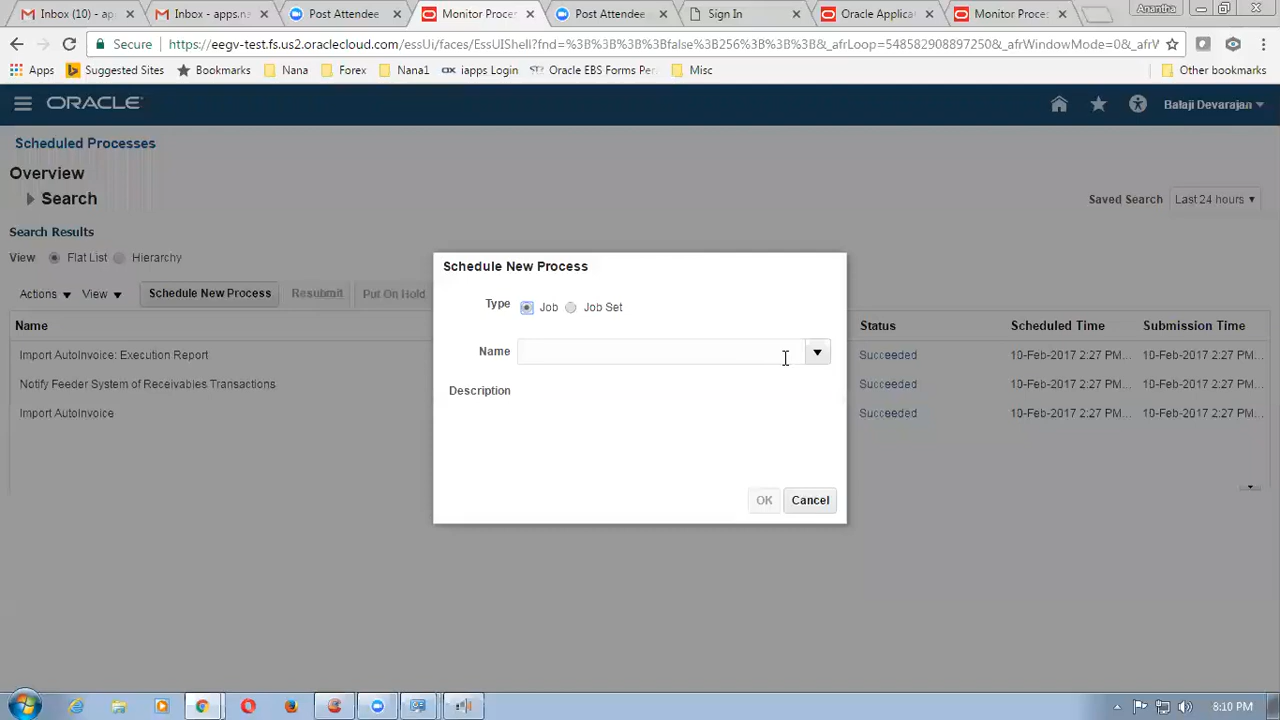 Inbox (10) - ap
Inbox - apps.na
Post Attendee
Monitor Proce
Post Attendee
Sign In
Oracle Applica
Monitor Proce
Anantha
Secure
https://eegv-test.fs.us2.oraclecloud.com/essUi/faces/EssUIShell?fnd=%3B%3B%3B%3Bfalse%3B256%3B%3B%3B&_afrLoop=548582908897250&_afrWindowMode=0&_afrW
Apps
Suggested Sites
Bookmarks
Nana
Forex
Nana1
iapps Login
Oracle EBS Forms Per
Misc
Other bookmarks
ORACLE
Balaji Devarajan
Scheduled Processes
Overview
Search
Saved Search
Last 24 hours
Search Results
View
Flat List
Hierarchy
Actions
View
Schedule New Process
Resubmit
Put On Hold
Name
Status
Scheduled Time
Submission Time
Import AutoInvoice: Execution Report
Succeeded
10-Feb-2017 2:27 PM...
10-Feb-2017 2:27 PM...
Notify Feeder System of Receivables Transactions
Succeeded
10-Feb-2017 2:27 PM...
10-Feb-2017 2:27 PM...
Import AutoInvoice
Succeeded
10-Feb-2017 2:27 PM...
10-Feb-2017 2:27 PM...
Schedule New Process
Type
Job
Job Set
Name
Description
OK
Cancel
8:10 PM